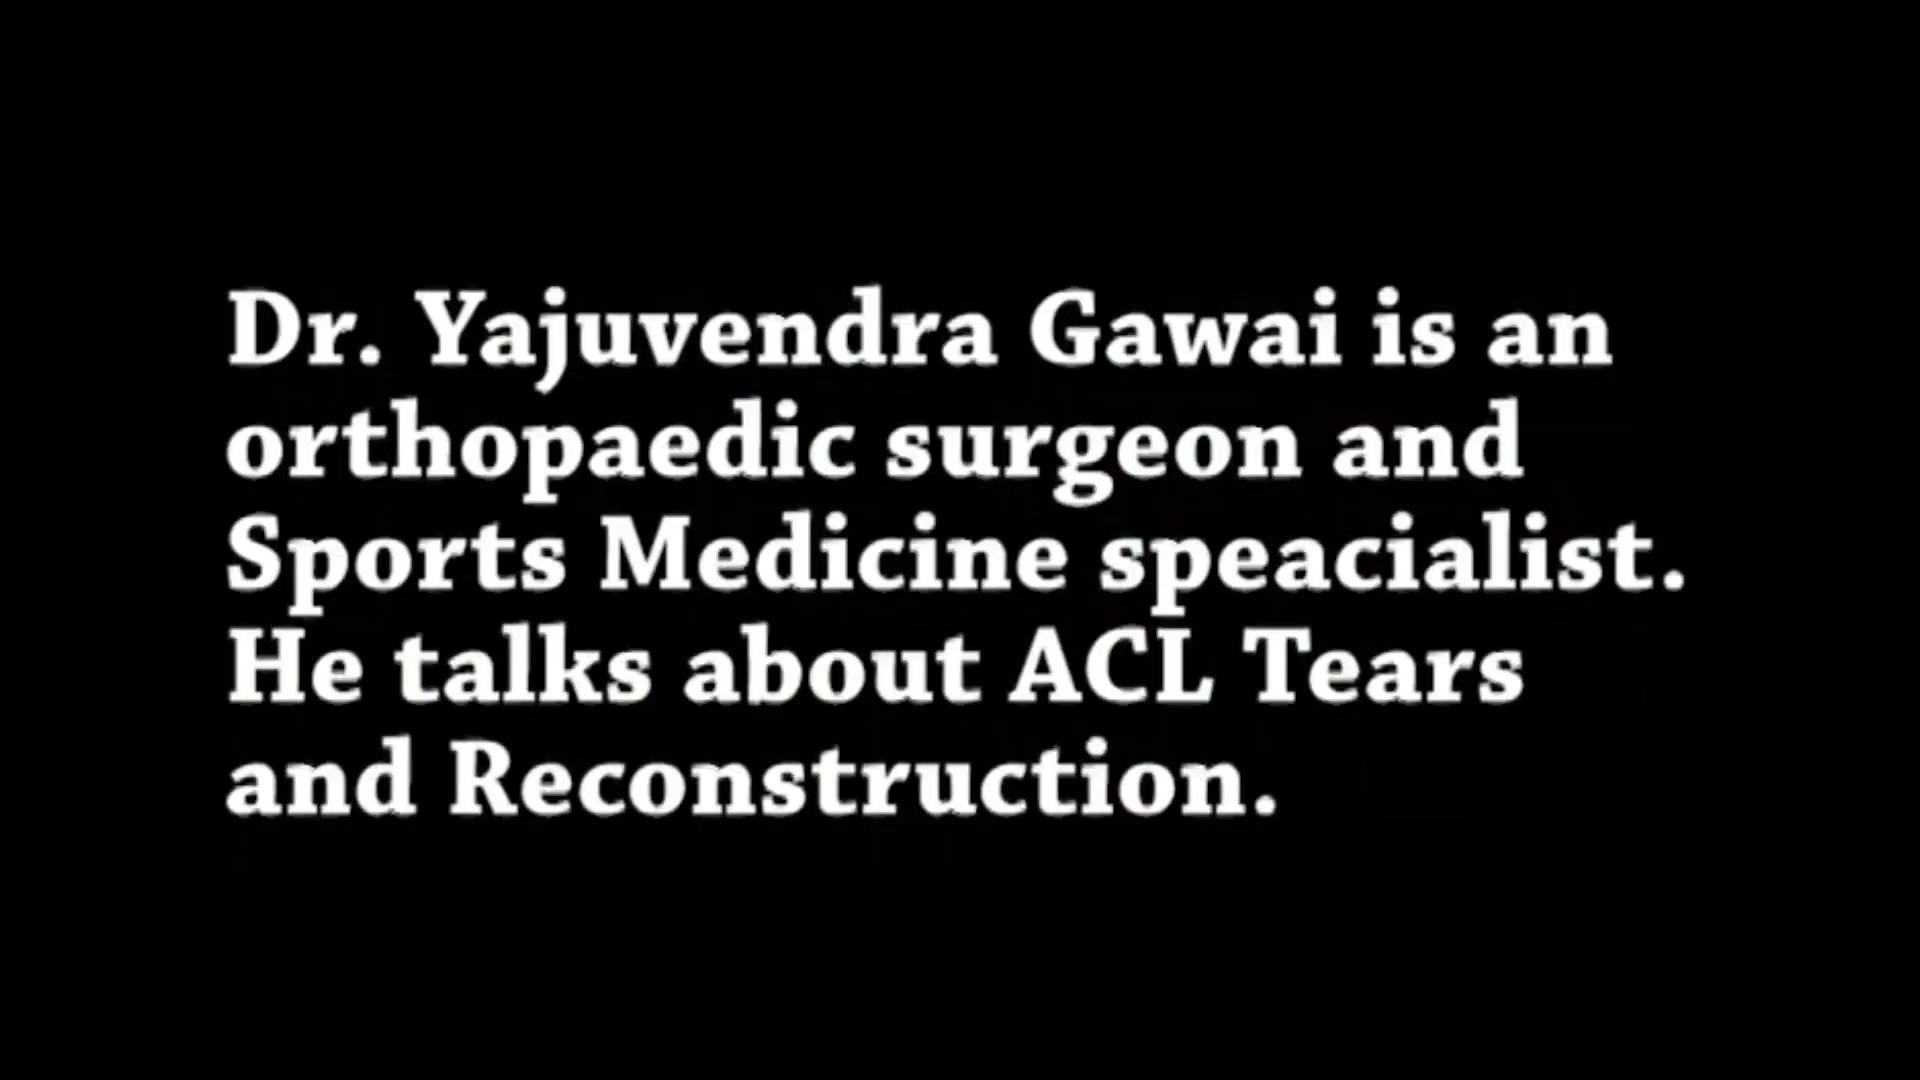 Dr. Yajuvendra Gawai is an
orthopaedic surgeon and
Sports Medicine speacialist.
He talks about ACL Tears
and Reconstruction.